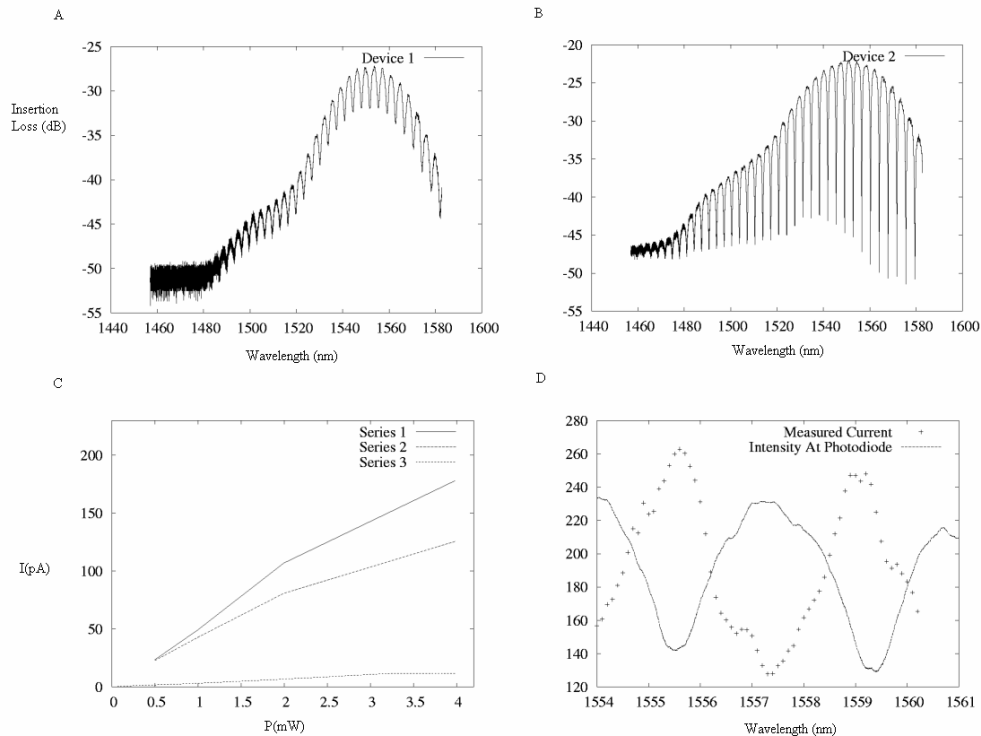 A
-25
-30
-35
-40
-45
-50
-55
Insertion
Loss (dB)
Device 1
1440 1460 1480 1500 1520 1540 1560 1580 1600
Wavelength (nm)
B
-20
-25
-30
-35
-40
-45
-50
-55
Device 2
1440 1460 1480 1500 1520 1540 1560 1580 1600
Wavelength (nm)
C
200
150
100
50
0
I(pA)
Series 1
Series 2
Series 3
0 0.5 1 1.5 2 2.5 3 3.5 4
P(mW)
D
280
260
240
220
200
180
160
140
120
Measured Current
Intensity At Photodiode
1554 1555 1556 1557 1558 1559 1560 1561
Wavelength (nm)